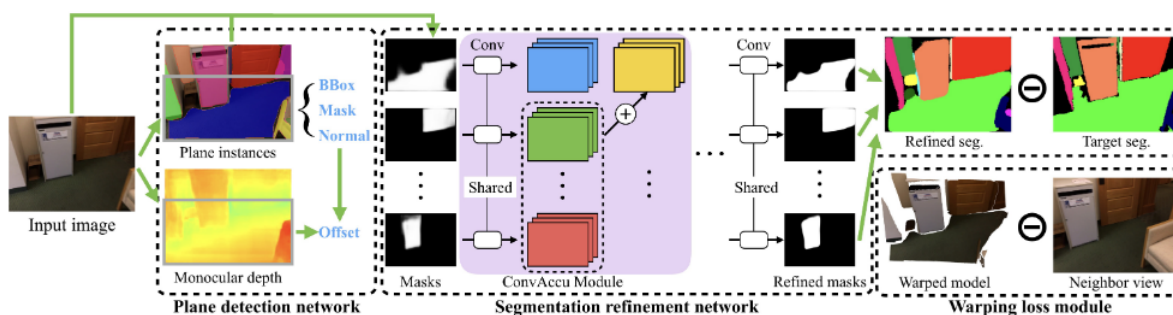 Input image
Plane instances
BBox
Mask
Normal
Offset
Monocular depth
Plane detection network
Conv
Shared
Masks
ConvAccu Module
...
Conv
Shared
Refined masks
Segmentation refinement network
Refined seg.
Target seg.
Warped model
Neighbor view
Warping loss module